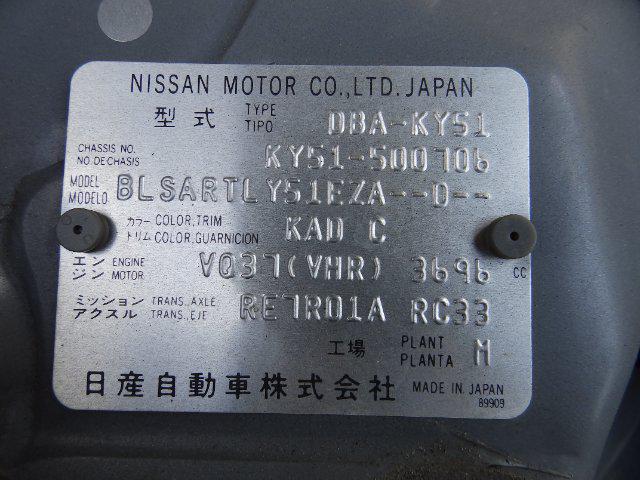 NISSAN MOTOR CO.,LTD. JAPAN
型式 TYPE TIPO DBA-KY51
CHASSIS NO. NO DE CHASIS KY51-500706
MODEL MODELO BLSARTLY51EZA--D--
カラー COLOR,TRIM
トリム COLOR,GUARNICION KAD C
エンジン ENGINE MOTOR VQ37(VHR) 3696 CC
ミッション TRANS.,AXLE
アクスル TRANS.,EJE RE7R01A RC33
工場 PLANT PLANTA M
日産自動車株式会社 MADE IN JAPAN
89909